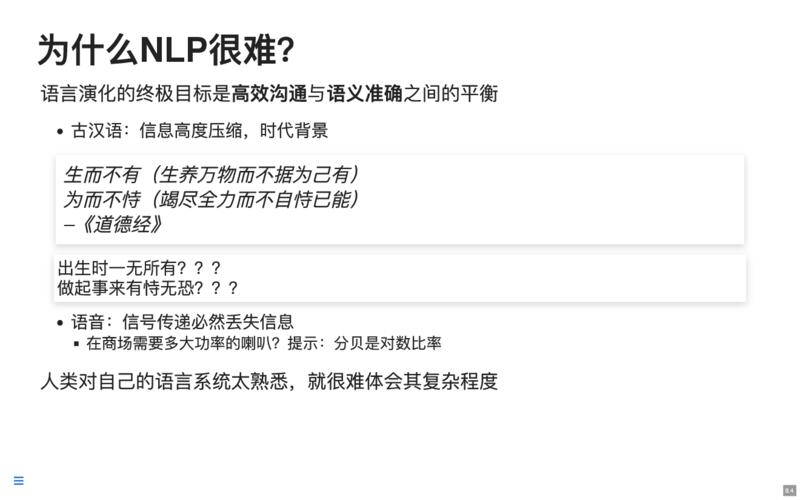 为什么NLP很难?
语言演化的终极目标是高效沟通与语义准确之间的平衡
• 古汉语：信息高度压缩，时代背景
生而不有（生养万物而不据为己有）
为而不恃（竭尽全力而不自恃已能）
–《道德经》
出生时一无所有？？？
做起事来有恃无恐？？？
• 语音：信号传递必然丢失信息
▪ 在商场需要多大功率的喇叭？提示：分贝是对数比率
人类对自己的语言系统太熟悉，就很难体会其复杂程度
8.4